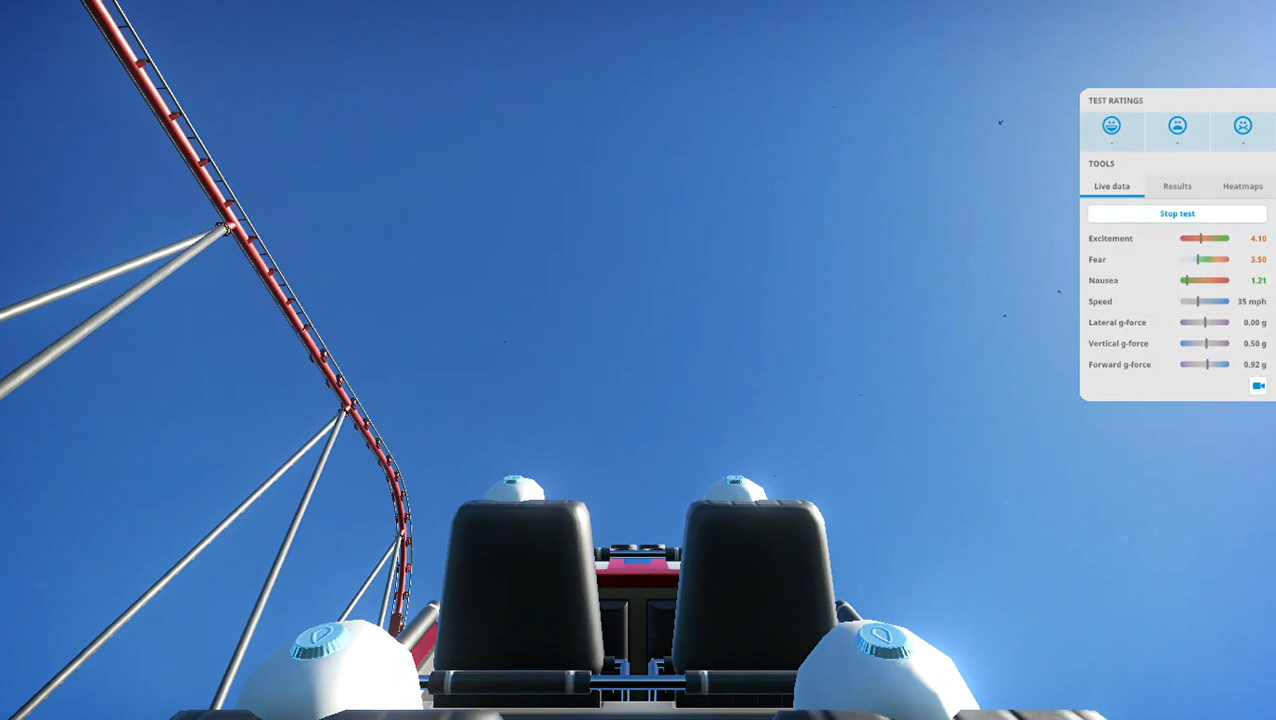 TEST RATINGS
- - -
TOOLS
Live data Results Heatmaps
Stop test
Excitement 4.10
Fear 3.50
Nausea 1.21
Speed 35 mph
Lateral g-force 0.00 g
Vertical g-force 0.50 g
Forward g-force 0.92 g